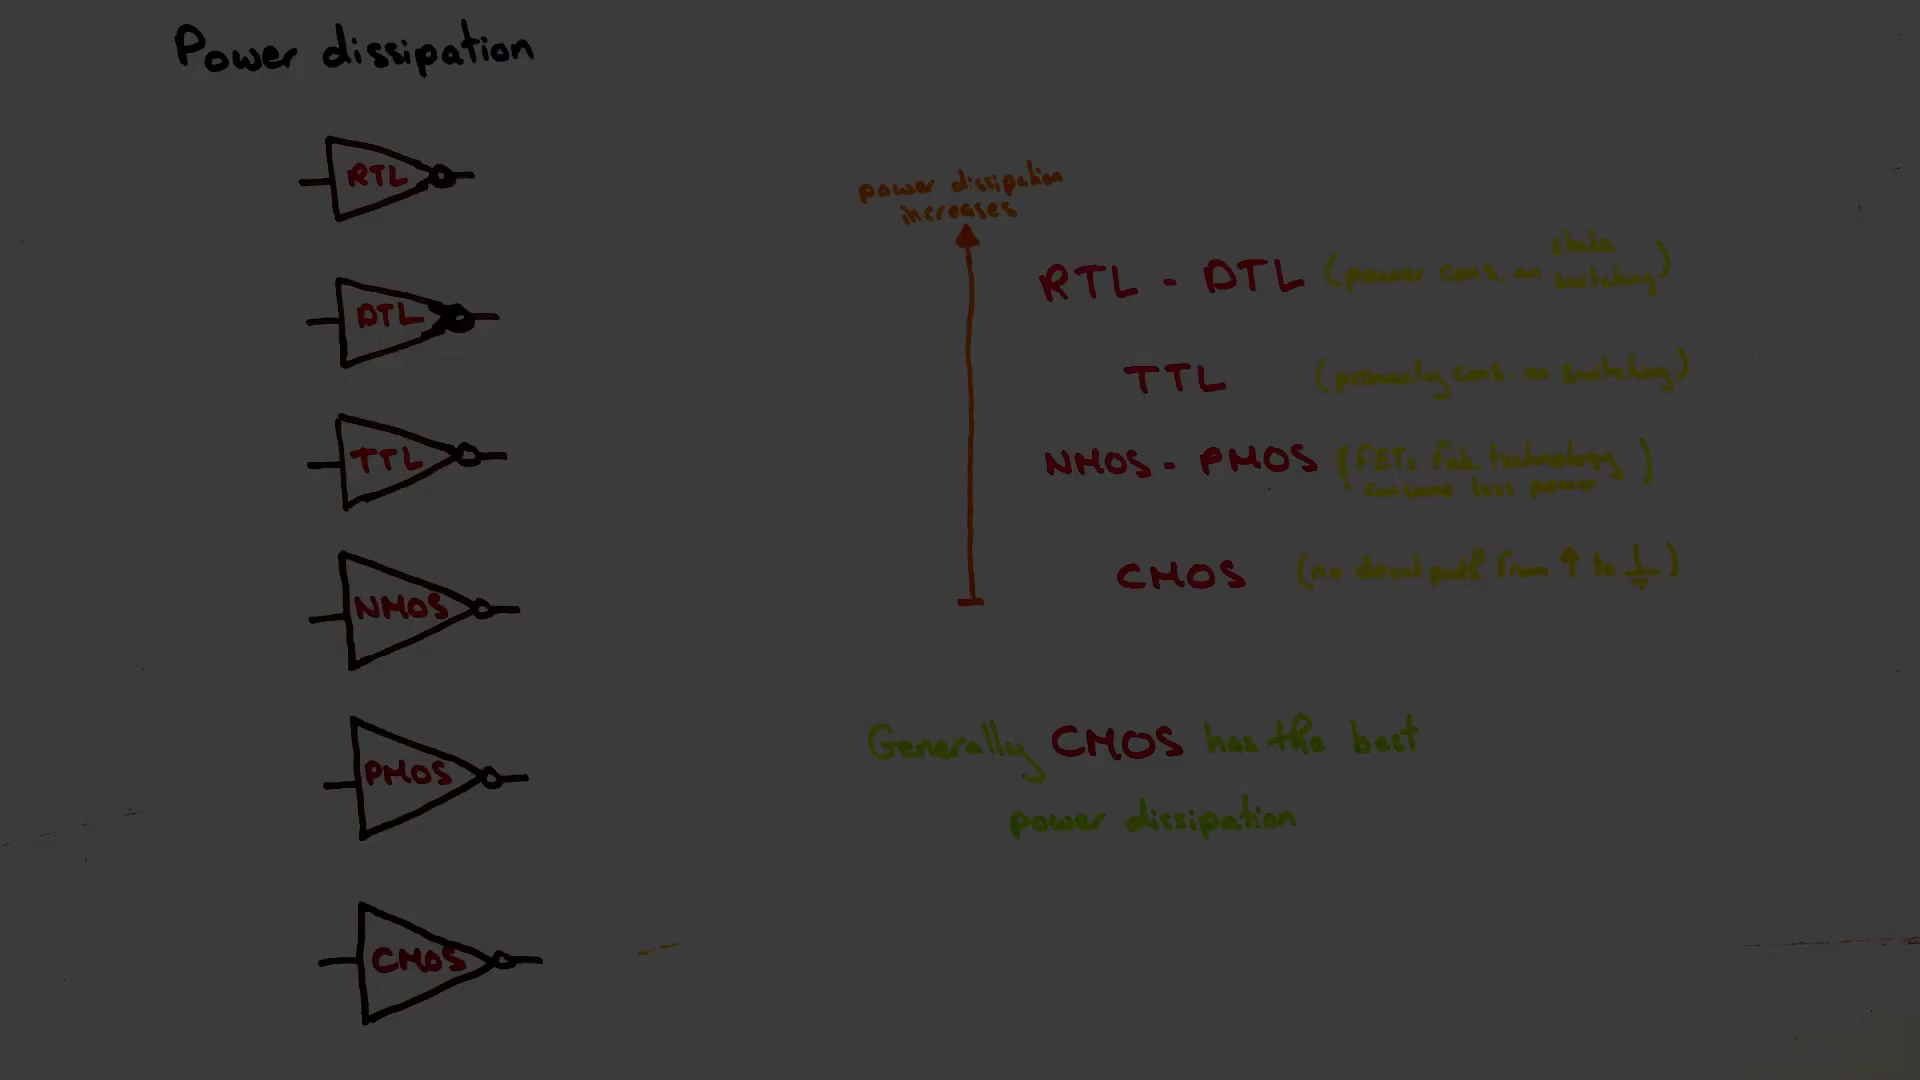 Power dissipation
RTL
DTL
TTL
NMOS
PMOS
CMOS
power dissipation
increases
RTL - DTL (power cons. on state
switching)
TTL (primarily cons. on switching)
NMOS - PMOS (FETs fab. technology
consume less power)
CMOS (no direct path from ↑ to ⏚)
Generally CMOS has the best
power dissipation